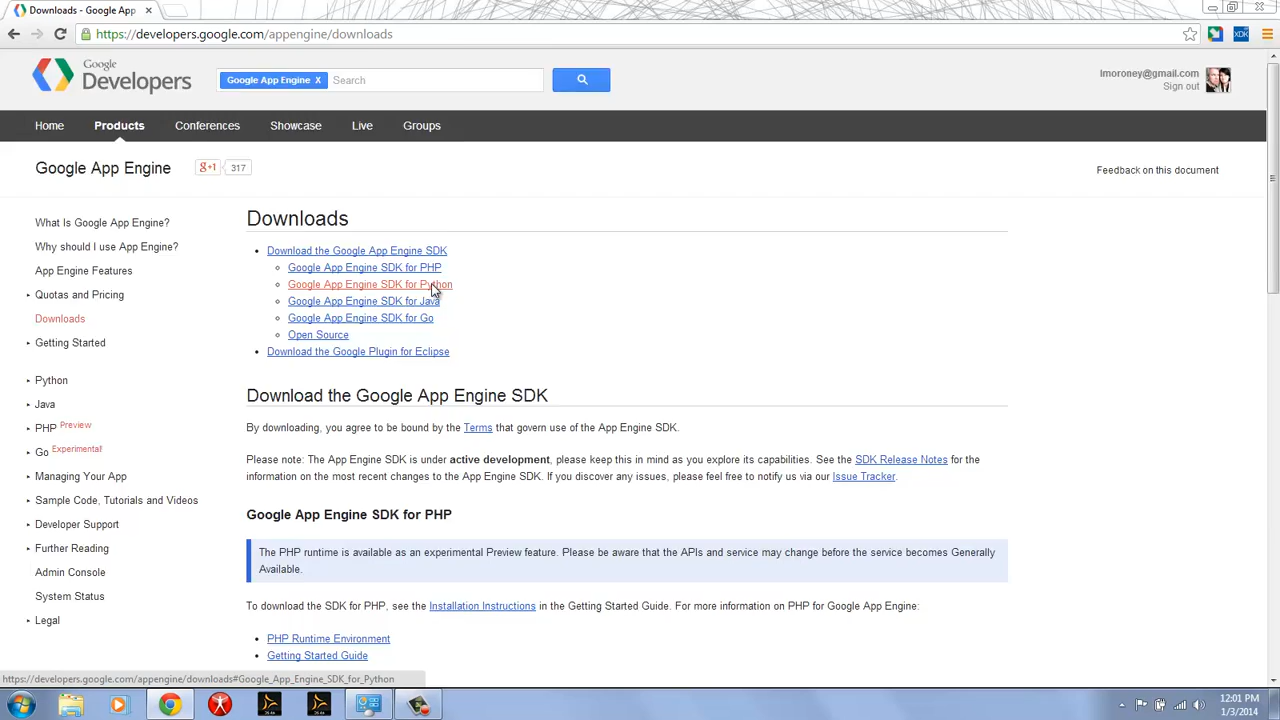 Downloads - Google App
https://developers.google.com/appengine/downloads
XDK
Google
Developers
Google App Engine X
Search
lmoroney@gmail.com
Sign out
Home
Products
Conferences
Showcase
Live
Groups
Google App Engine
g+1
317
Feedback on this document
What Is Google App Engine?
Why should I use App Engine?
App Engine Features
Quotas and Pricing
Downloads
Getting Started
Python
Java
PHP Preview
Go Experimental!
Managing Your App
Sample Code, Tutorials and Videos
Developer Support
Further Reading
Admin Console
System Status
Legal
Downloads
Download the Google App Engine SDK
Google App Engine SDK for PHP
Google App Engine SDK for Python
Google App Engine SDK for Java
Google App Engine SDK for Go
Open Source
Download the Google Plugin for Eclipse
Download the Google App Engine SDK
By downloading, you agree to be bound by the Terms that govern use of the App Engine SDK.
Please note: The App Engine SDK is under active development, please keep this in mind as you explore its capabilities. See the SDK Release Notes for the
information on the most recent changes to the App Engine SDK. If you discover any issues, please feel free to notify us via our Issue Tracker.
Google App Engine SDK for PHP
The PHP runtime is available as an experimental Preview feature. Please be aware that the APIs and service may change before the service becomes Generally
Available.
To download the SDK for PHP, see the Installation Instructions in the Getting Started Guide. For more information on PHP for Google App Engine:
PHP Runtime Environment
Getting Started Guide
https://developers.google.com/appengine/downloads#Google_App_Engine_SDK_for_Python
12:01 PM
1/3/2014